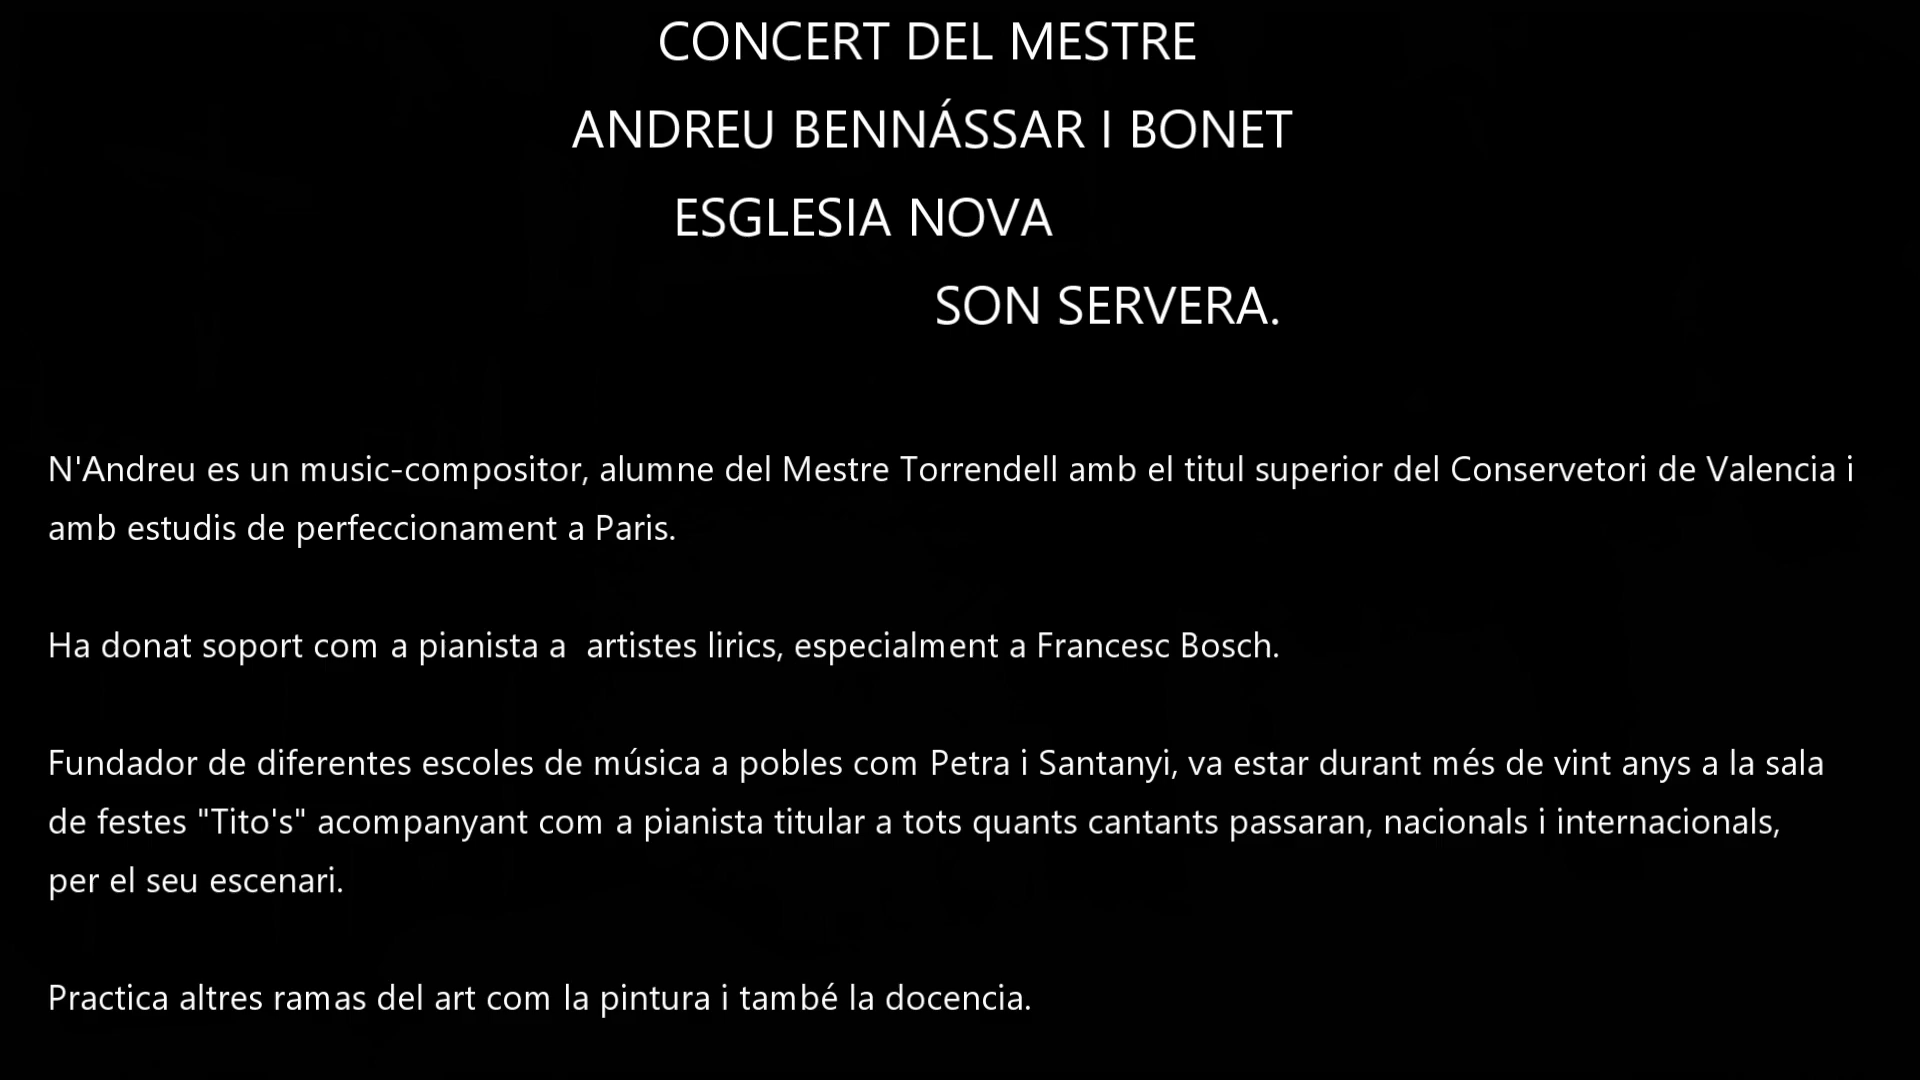 CONCERT DEL MESTRE
ANDREU BENNÁSSAR I BONET
ESGLESIA NOVA
SON SERVERA.
N'Andreu es un music-compositor, alumne del Mestre Torrendell amb el titul superior del Conservetori de Valencia i
amb estudis de perfeccionament a Paris.
Ha donat soport com a pianista a  artistes lirics, especialment a Francesc Bosch.
Fundador de diferentes escoles de música a pobles com Petra i Santanyi, va estar durant més de vint anys a la sala
de festes "Tito's" acompanyant com a pianista titular a tots quants cantants passaran, nacionals i internacionals,
per el seu escenari.
Practica altres ramas del art com la pintura i també la docencia.